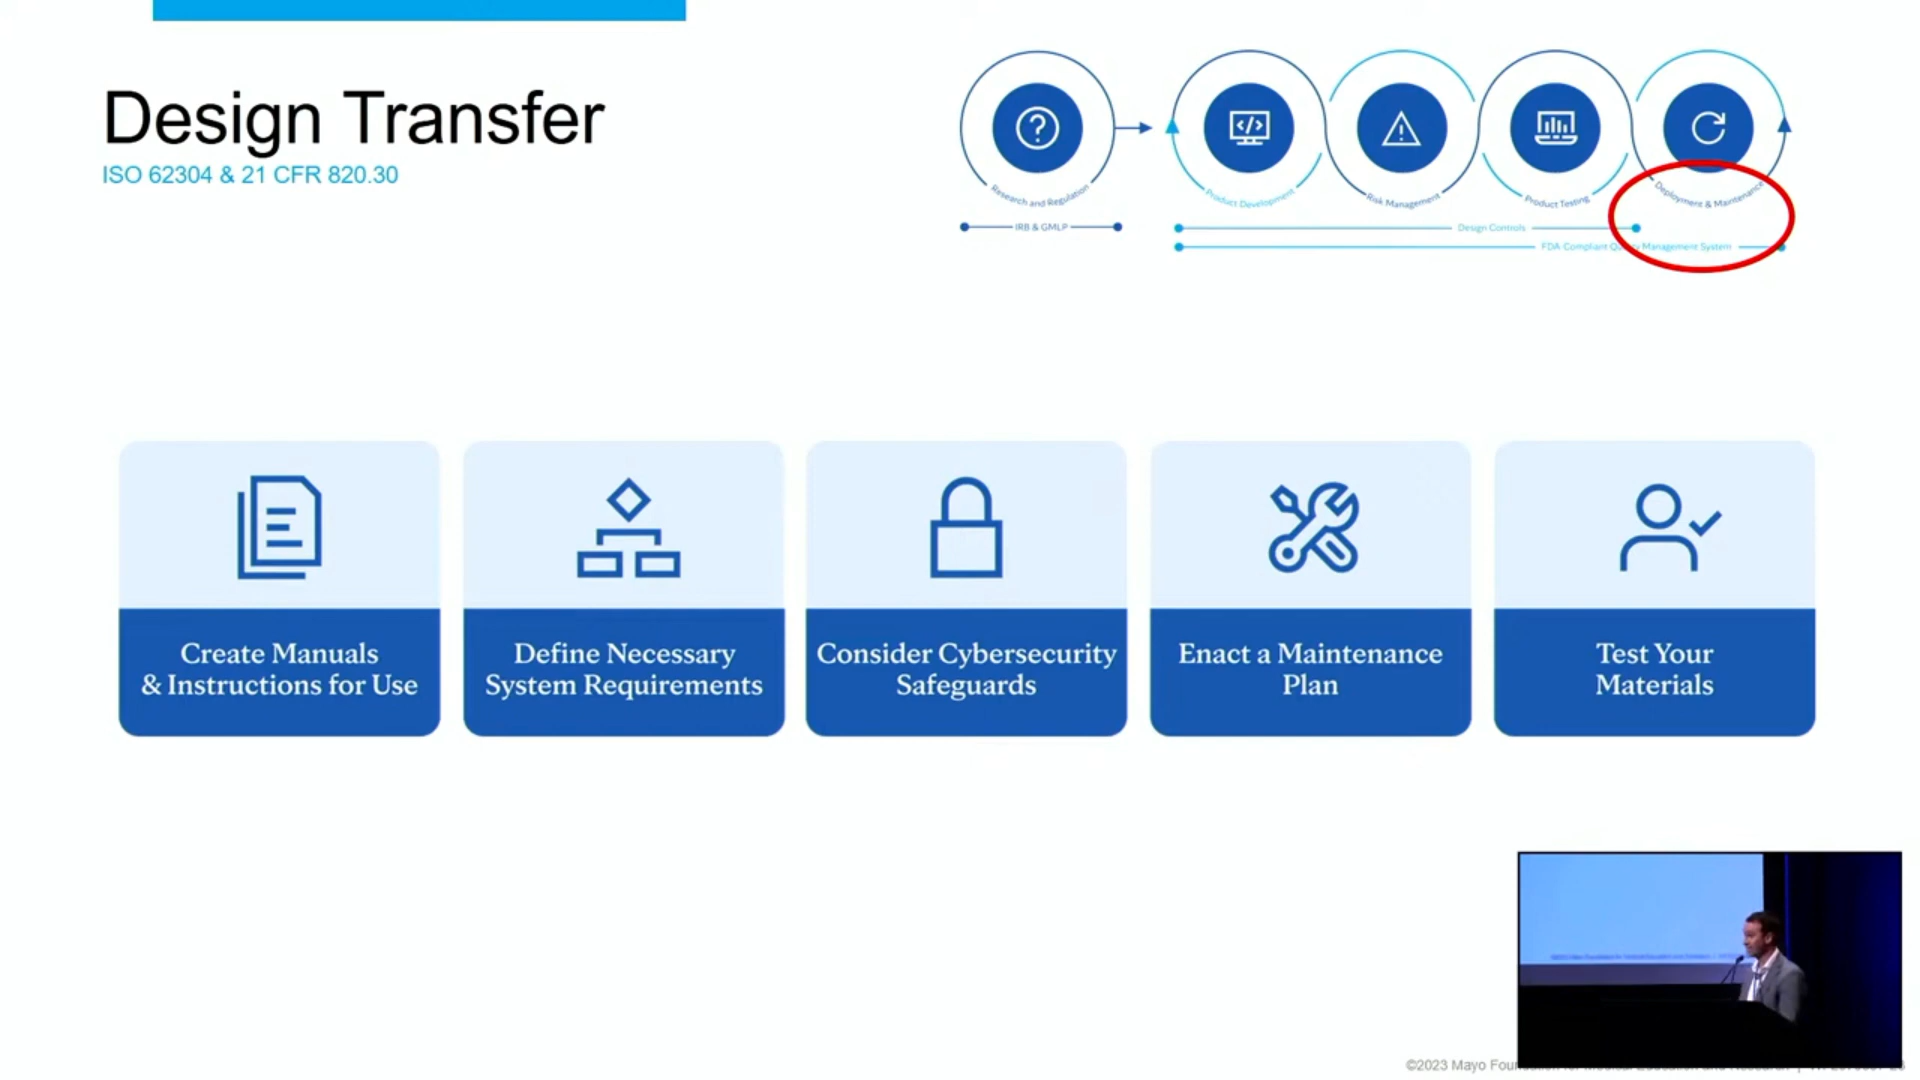 Design Transfer
ISO 62304 & 21 CFR 820.30
Research and Regulation
Product Development
Risk Management
Product Testing
Deployment & Maintenance
IRB & GMLP
Design Controls
FDA Compliant Quality Management System
Create Manuals
& Instructions for Use
Define Necessary
System Requirements
Consider Cybersecurity
Safeguards
Enact a Maintenance
Plan
Test Your
Materials
©2023 Mayo